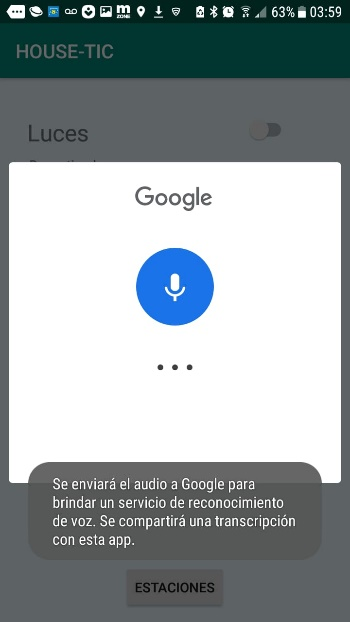 mZONE
63% 03:59
HOUSE-TIC
Luces
Google
Se enviará el audio a Google para
brindar un servicio de reconocimiento
de voz. Se compartirá una transcripción
con esta app.
ESTACIONES